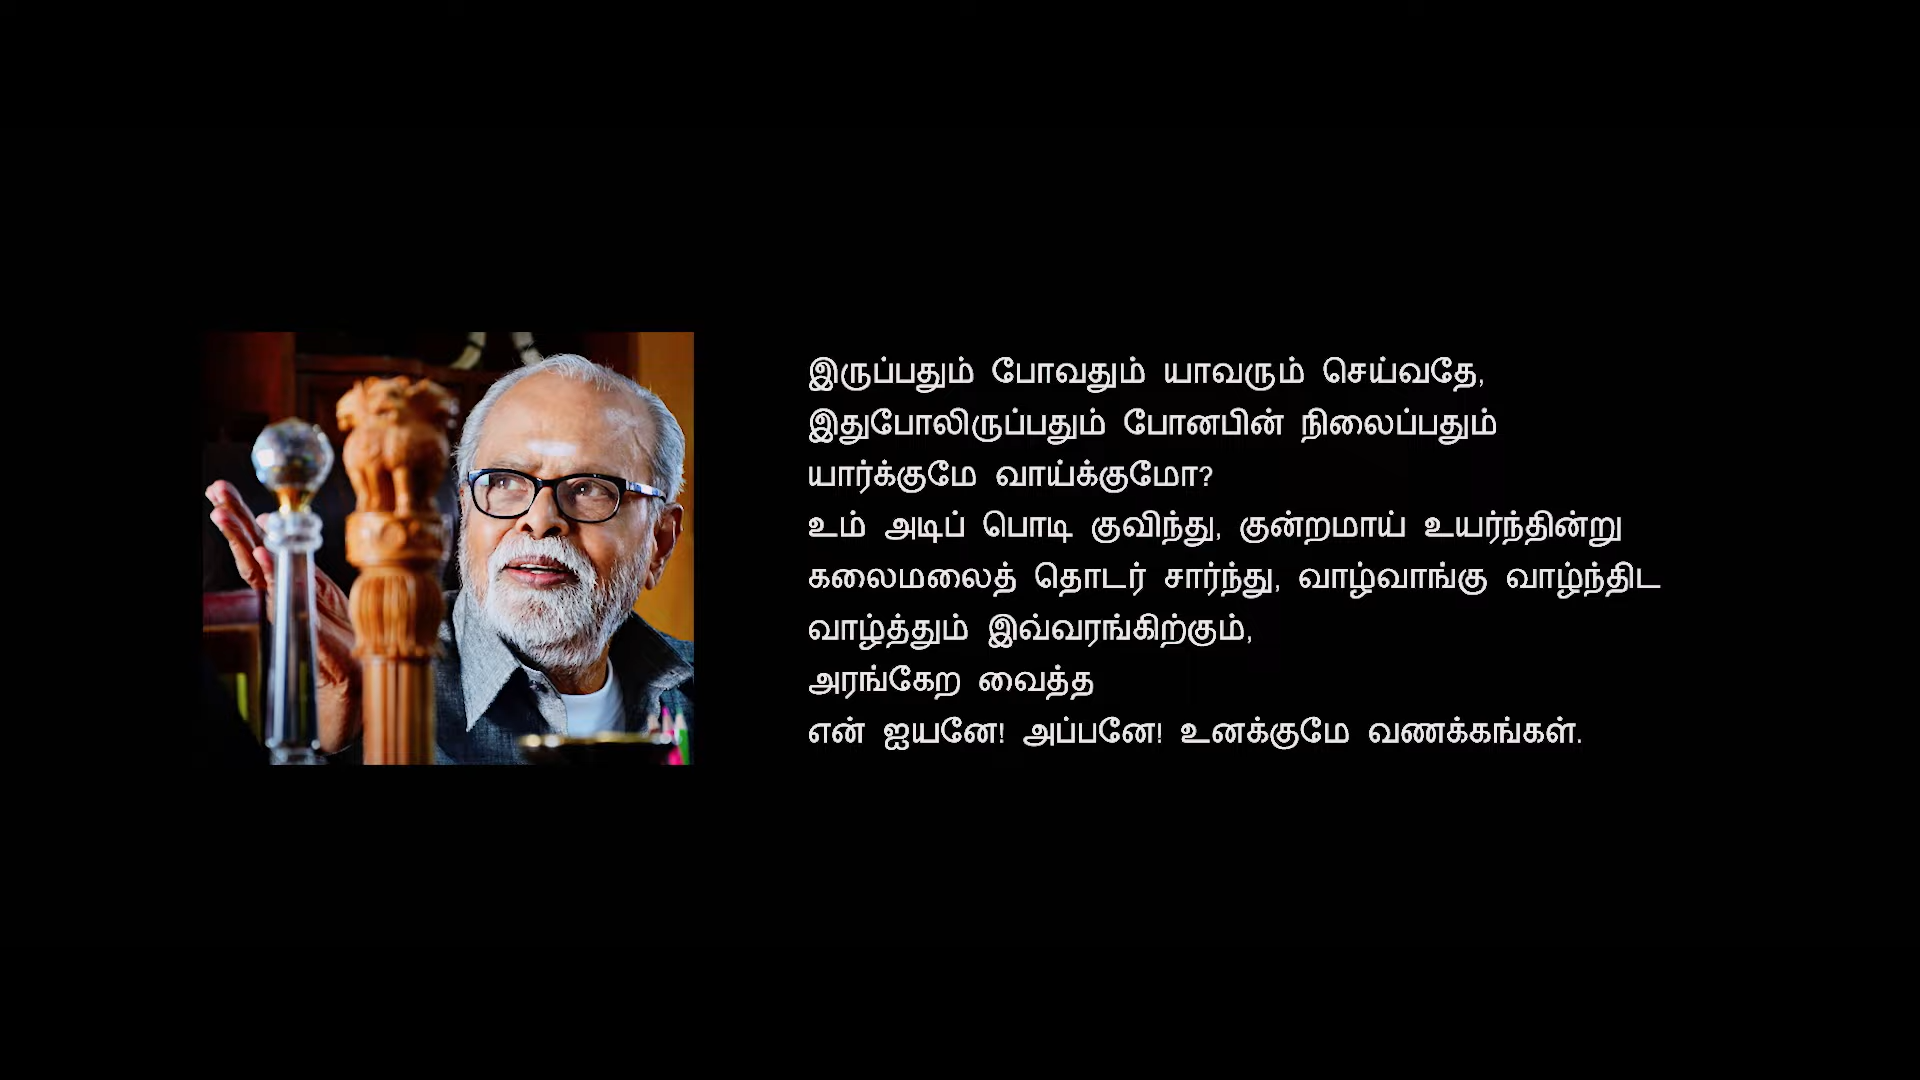 இருப்பதும் போவதும் யாவரும் செய்வதே,
இதுபோலிருப்பதும் போனபின் நிலைப்பதும்
யார்க்குமே வாய்க்குமோ?
உம் அடிப் பொடி குவிந்து, குன்றமாய் உயர்ந்தின்று
கலைமலைத் தொடர் சார்ந்து, வாழ்வாங்கு வாழ்ந்திட
வாழ்த்தும் இவ்வரங்கிற்கும்,
அரங்கேற வைத்த
என் ஐயனே! அப்பனே! உனக்குமே வணக்கங்கள்.